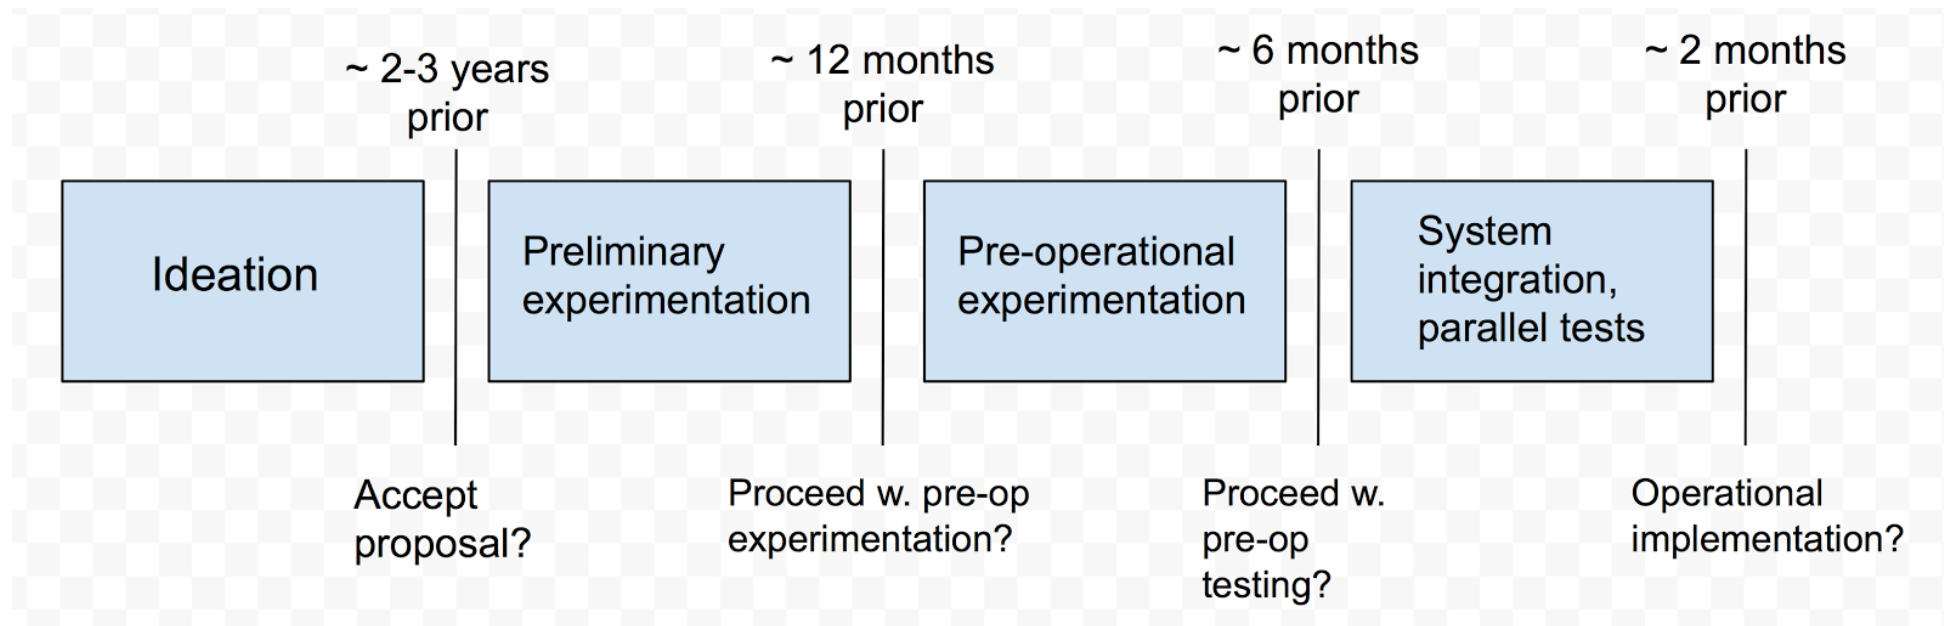 ~ 2-3 years
prior
~ 12 months
prior
~ 6 months
prior
~ 2 months
prior
Ideation
Preliminary
experimentation
Pre-operational
experimentation
System
integration,
parallel tests
Accept
proposal?
Proceed w. pre-op
experimentation?
Proceed w.
pre-op
testing?
Operational
implementation?